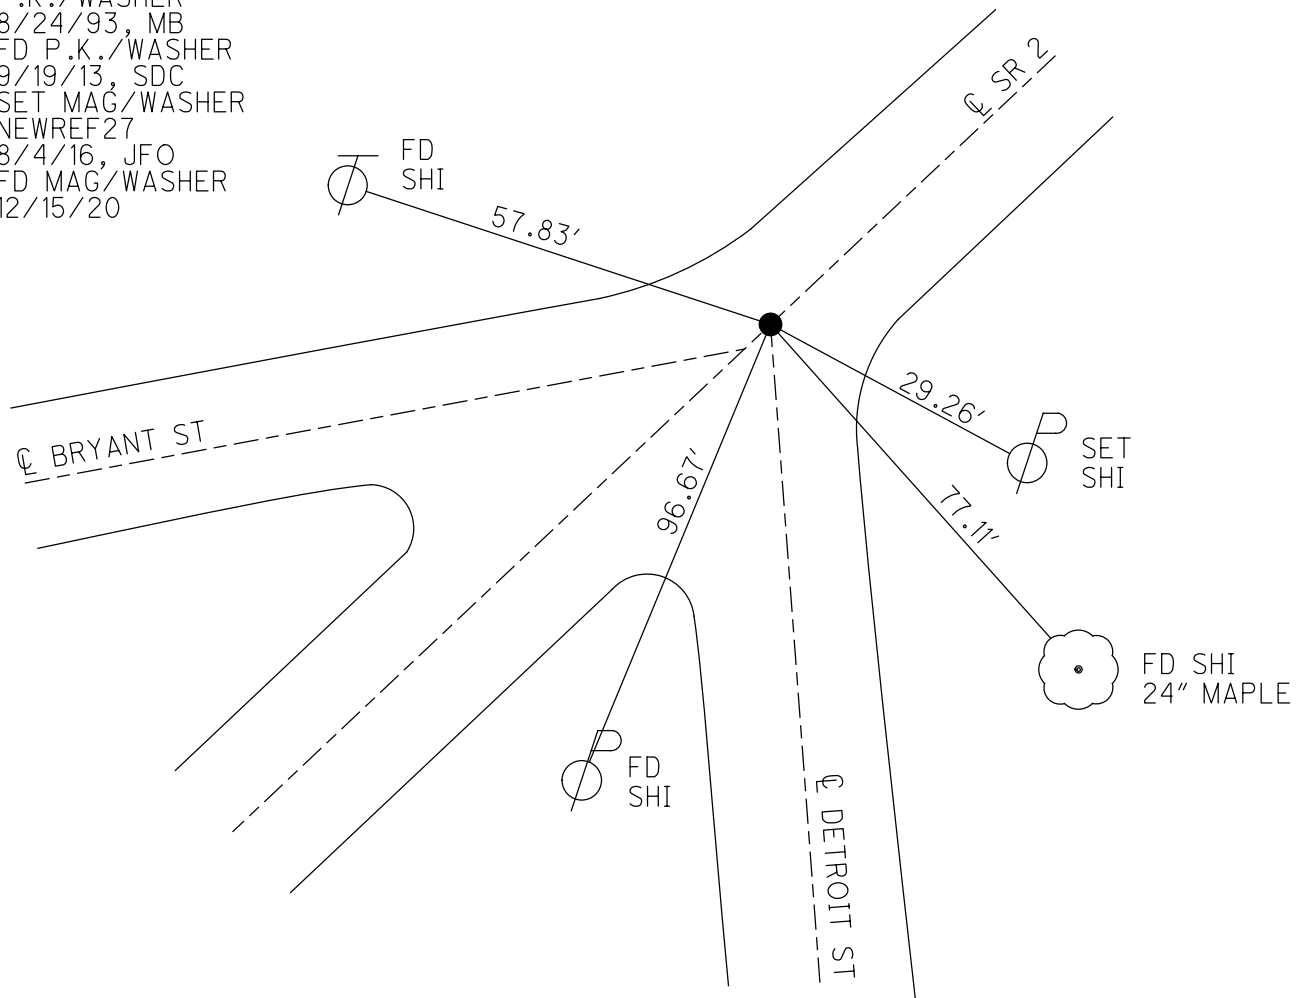 P.K./WASHER
8/24/93, MB
FD P.K./WASHER
9/19/13, SDC
SET MAG/WASHER
NEWREF27
8/4/16, JFO
FD MAG/WASHER
12/15/20
FD
SHI
57.83'
℄ SR 2
29.26'
SET
SHI
℄ BRYANT ST
96.67'
77.11'
FD SHI
24" MAPLE
FD
SHI
℄ DETROIT ST